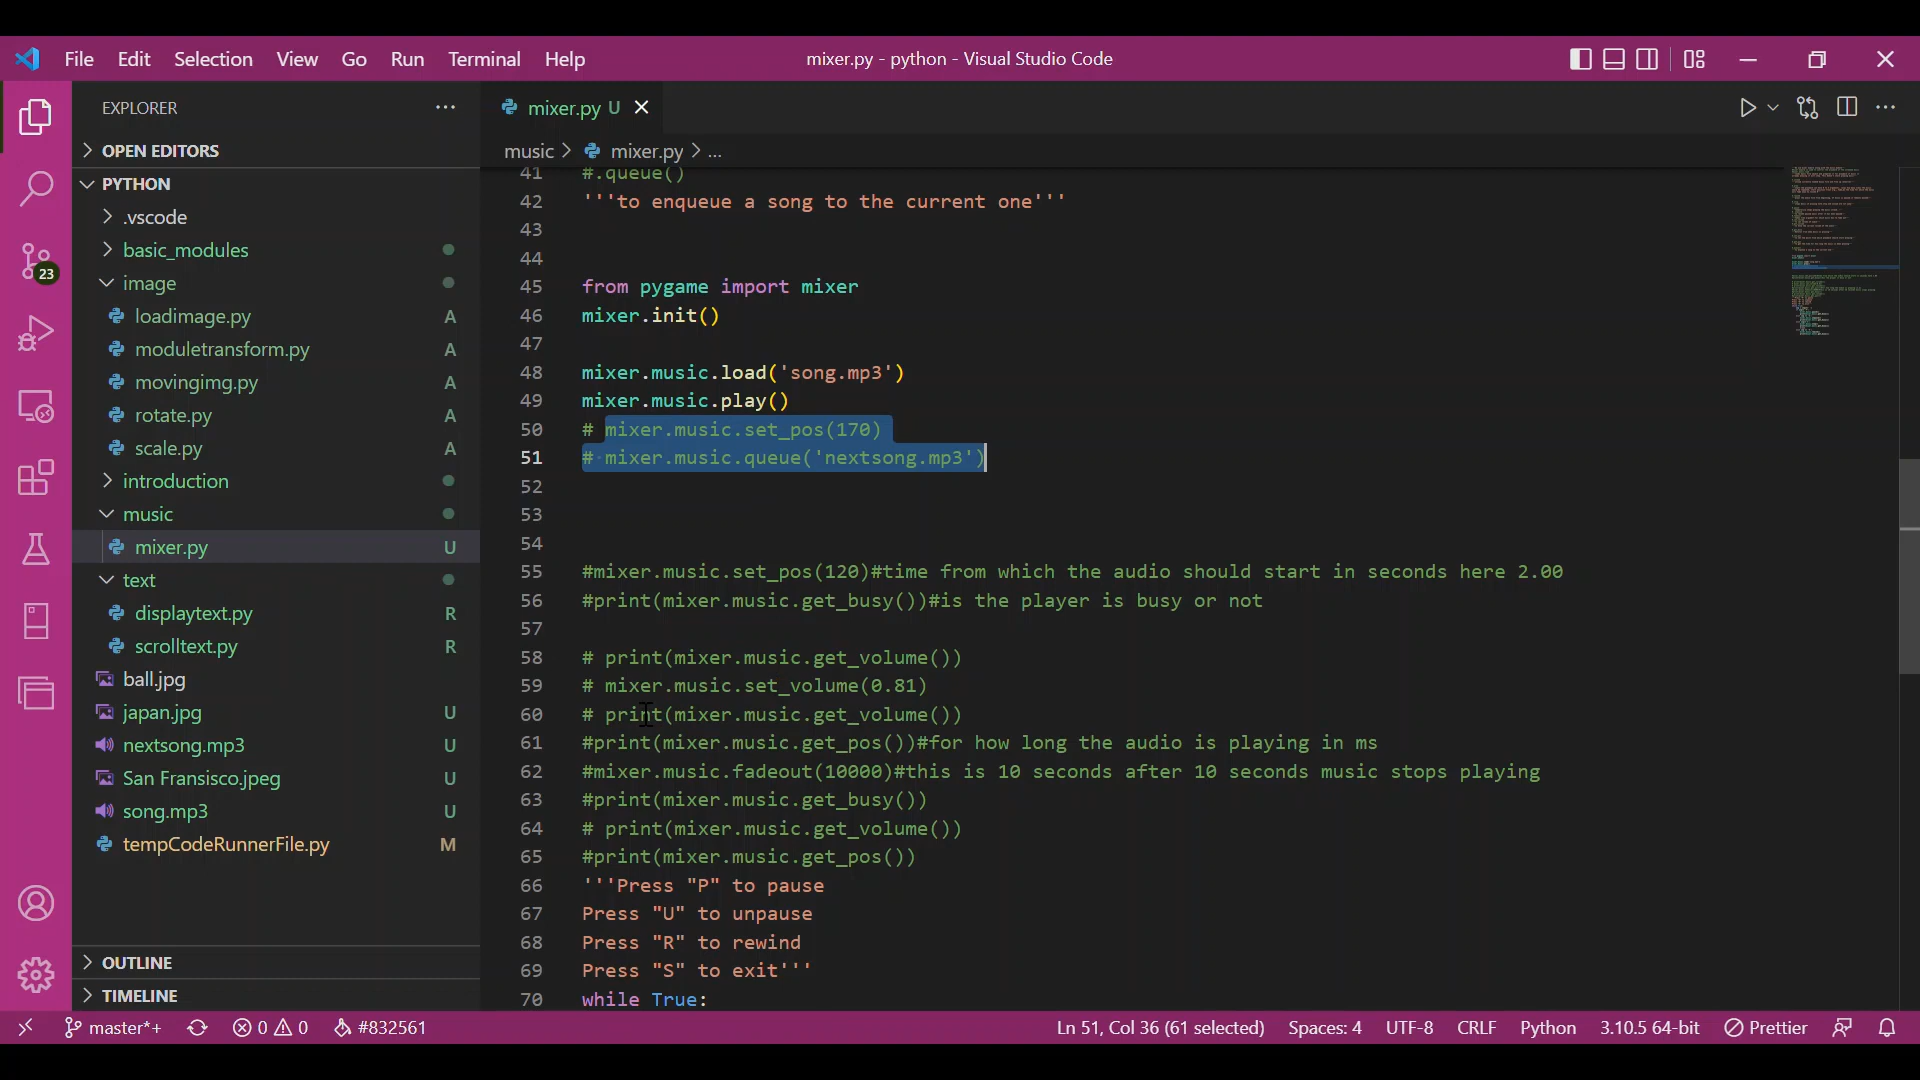 File Edit Selection View Go Run Terminal Help mixer.py - python - Visual Studio Code
EXPLORER ··· mixer.py U
OPEN EDITORS music > mixer.py > ...
PYTHON
.vscode
basic_modules
image
loadimage.py A
moduletransform.py A
movingimg.py A
rotate.py A
scale.py A
introduction
music
mixer.py U
text
displaytext.py R
scrolltext.py R
ball.jpg
japan.jpg U
nextsong.mp3 U
San Fransisco.jpeg U
song.mp3 U
tempCodeRunnerFile.py M
OUTLINE
TIMELINE
23
41 #.queue()
42 '''to enqueue a song to the current one'''
43
44
45 from pygame import mixer
46 mixer.init()
47
48 mixer.music.load('song.mp3')
49 mixer.music.play()
50 # mixer.music.set_pos(170)
51 # mixer.music.queue('nextsong.mp3')
52
53
54
55 #mixer.music.set_pos(120)#time from which the audio should start in seconds here 2.00
56 #print(mixer.music.get_busy())#is the player is busy or not
57
58 # print(mixer.music.get_volume())
59 # mixer.music.set_volume(0.81)
60 # print(mixer.music.get_volume())
61 #print(mixer.music.get_pos())#for how long the audio is playing in ms
62 #mixer.music.fadeout(10000)#this is 10 seconds after 10 seconds music stops playing
63 #print(mixer.music.get_busy())
64 # print(mixer.music.get_volume())
65 #print(mixer.music.get_pos())
66 '''Press "P" to pause
67 Press "U" to unpause
68 Press "R" to rewind
69 Press "S" to exit'''
70 while True:
master*+ 0 0 #832561 Ln 51, Col 36 (61 selected) Spaces: 4 UTF-8 CRLF Python 3.10.5 64-bit Prettier